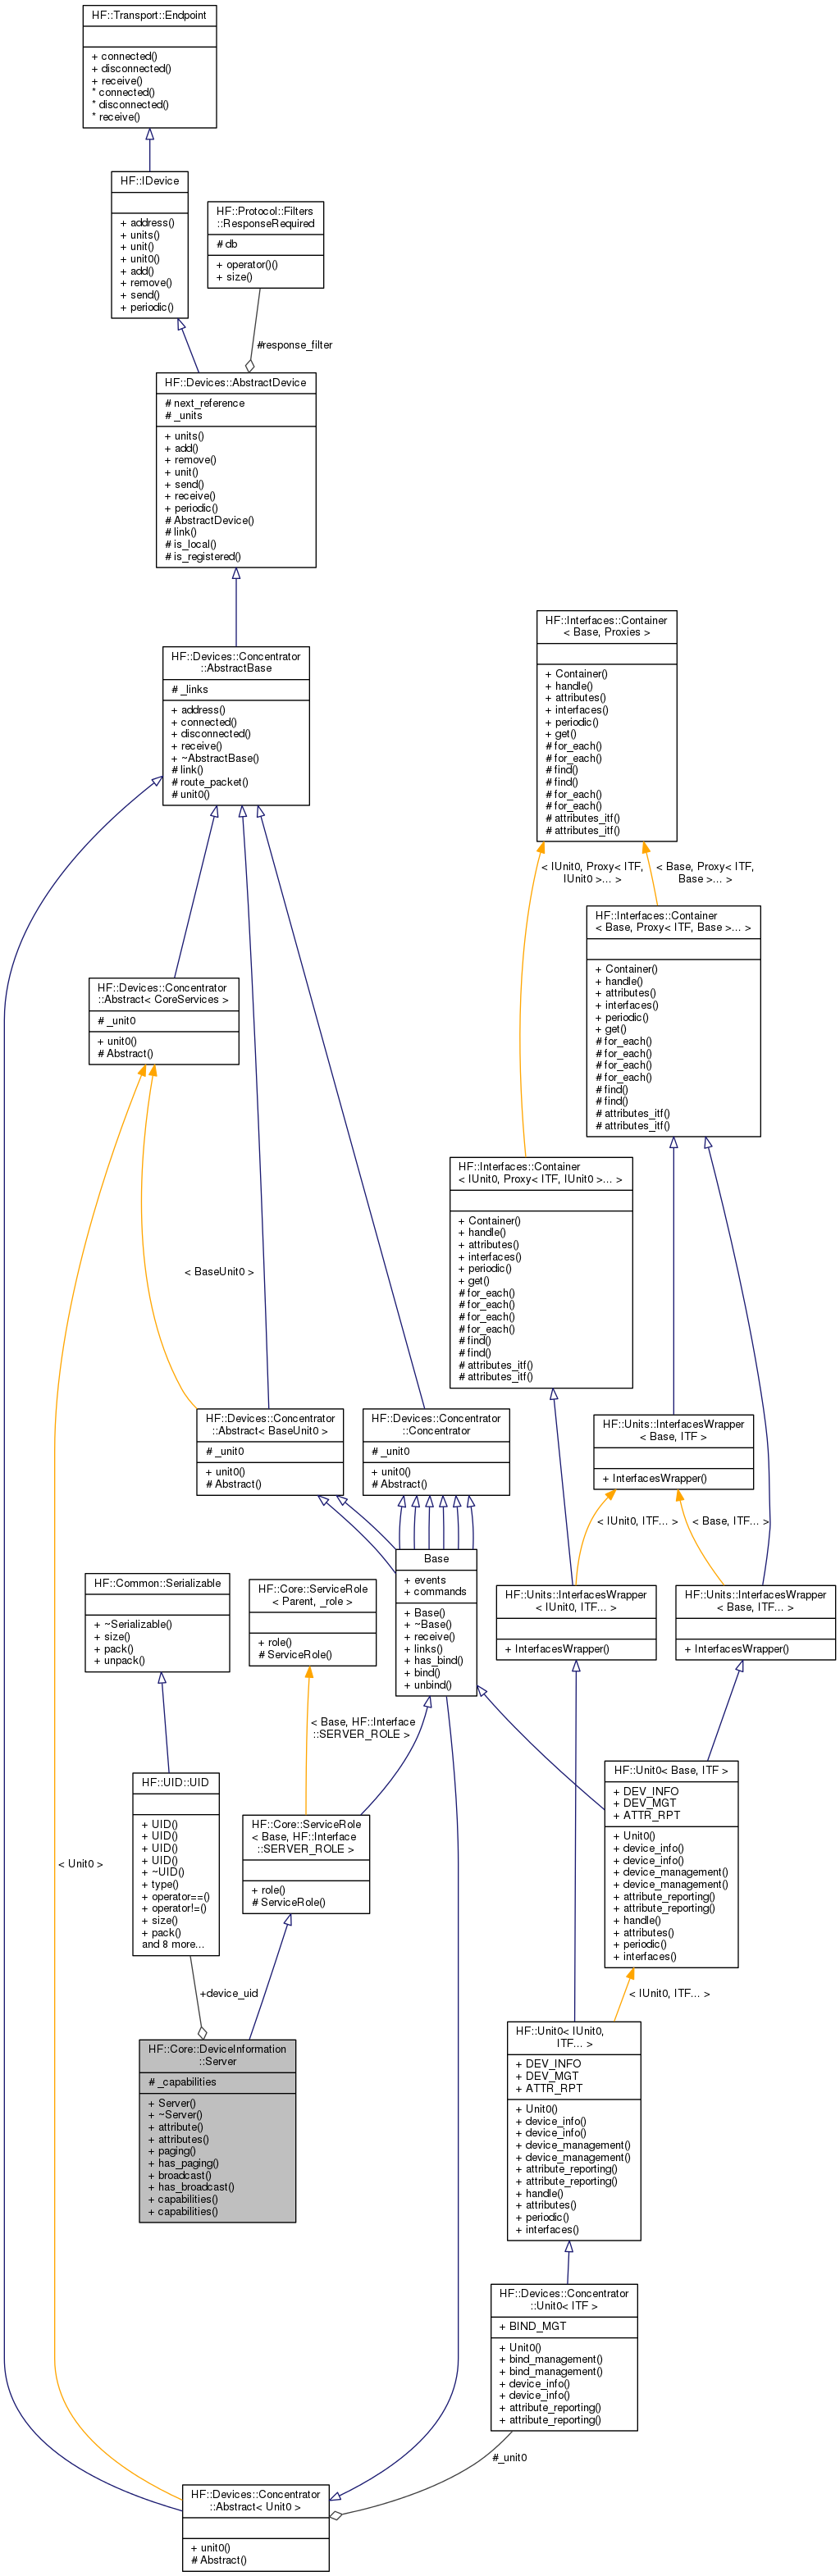 HF::Transport::Endpoint
+ connected()
+ disconnected()
+ receive()
* connected()
* disconnected()
* receive()
HF::IDevice
+ address()
+ units()
+ unit()
+ unit0()
+ add()
+ remove()
+ send()
+ periodic()
HF::Protocol::Filters
::ResponseRequired
# db
+ operator()()
+ size()
#response_filter
HF::Devices::AbstractDevice
# next_reference
# _units
+ units()
+ add()
+ remove()
+ unit()
+ send()
+ receive()
+ periodic()
# AbstractDevice()
# link()
# is_local()
# is_registered()
HF::Devices::Concentrator
::AbstractBase
# _links
+ address()
+ connected()
+ disconnected()
+ receive()
+ ~AbstractBase()
# link()
# route_packet()
# unit0()
HF::Interfaces::Container
< Base, Proxies >
+ Container()
+ handle()
+ attributes()
+ interfaces()
+ periodic()
+ get()
# for_each()
# for_each()
# find()
# find()
# for_each()
# for_each()
# attributes_itf()
# attributes_itf()
< IUnit0, Proxy< ITF,
IUnit0 >... >
< Base, Proxy< ITF,
Base >... >
HF::Interfaces::Container
< Base, Proxy< ITF, Base >... >
+ Container()
+ handle()
+ attributes()
+ interfaces()
+ periodic()
+ get()
# for_each()
# for_each()
# for_each()
# for_each()
# find()
# find()
# attributes_itf()
# attributes_itf()
HF::Devices::Concentrator
::Abstract< CoreServices >
# _unit0
+ unit0()
# Abstract()
HF::Interfaces::Container
< IUnit0, Proxy< ITF, IUnit0 >... >
+ Container()
+ handle()
+ attributes()
+ interfaces()
+ periodic()
+ get()
# for_each()
# for_each()
# for_each()
# for_each()
# find()
# find()
# attributes_itf()
# attributes_itf()
< BaseUnit0 >
HF::Devices::Concentrator
::Abstract< BaseUnit0 >
# _unit0
+ unit0()
# Abstract()
HF::Devices::Concentrator
::Concentrator
# _unit0
+ unit0()
# Abstract()
HF::Units::InterfacesWrapper
< Base, ITF >
+ InterfacesWrapper()
< IUnit0, ITF... >
< Base, ITF... >
Base
+ events
+ commands
+ Base()
+ ~Base()
+ receive()
+ links()
+ has_bind()
+ bind()
+ unbind()
HF::Common::Serializable
+ ~Serializable()
+ size()
+ pack()
+ unpack()
HF::Core::ServiceRole
< Parent, _role >
+ role()
# ServiceRole()
HF::Units::InterfacesWrapper
< IUnit0, ITF... >
+ InterfacesWrapper()
HF::Units::InterfacesWrapper
< Base, ITF... >
+ InterfacesWrapper()
< Base, HF::Interface
::SERVER_ROLE >
HF::UID::UID
+ UID()
+ UID()
+ UID()
+ UID()
+ ~UID()
+ type()
+ operator==()
+ operator!=()
+ size()
+ pack()
and 8 more...
HF::Core::ServiceRole
< Base, HF::Interface
::SERVER_ROLE >
+ role()
# ServiceRole()
HF::Unit0< Base, ITF >
+ DEV_INFO
+ DEV_MGT
+ ATTR_RPT
+ Unit0()
+ device_info()
+ device_info()
+ device_management()
+ device_management()
+ attribute_reporting()
+ attribute_reporting()
+ handle()
+ attributes()
+ periodic()
+ interfaces()
< Unit0 >
+device_uid
< IUnit0, ITF... >
HF::Core::DeviceInformation
::Server
# _capabilities
+ Server()
+ ~Server()
+ attribute()
+ attributes()
+ paging()
+ has_paging()
+ broadcast()
+ has_broadcast()
+ capabilities()
+ capabilities()
HF::Unit0< IUnit0,
ITF... >
+ DEV_INFO
+ DEV_MGT
+ ATTR_RPT
+ Unit0()
+ device_info()
+ device_info()
+ device_management()
+ device_management()
+ attribute_reporting()
+ attribute_reporting()
+ handle()
+ attributes()
+ periodic()
+ interfaces()
HF::Devices::Concentrator
::Unit0< ITF >
+ BIND_MGT
+ Unit0()
+ bind_management()
+ bind_management()
+ device_info()
+ device_info()
+ attribute_reporting()
+ attribute_reporting()
#_unit0
HF::Devices::Concentrator
::Abstract< Unit0 >
+ unit0()
# Abstract()